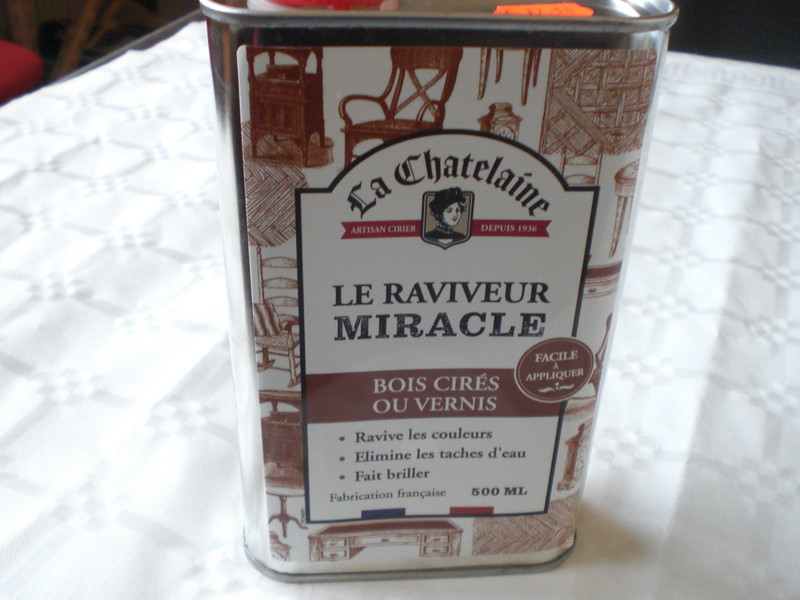 La Chatelaine
ARTISAN CIRIER DEPUIS 1936
LE RAVIVEUR
MIRACLE
FACILE
à
APPLIQUER
BOIS CIRÉS
OU VERNIS
• Ravive les couleurs
• Elimine les taches d'eau
• Fait briller
Fabrication française 500 ML